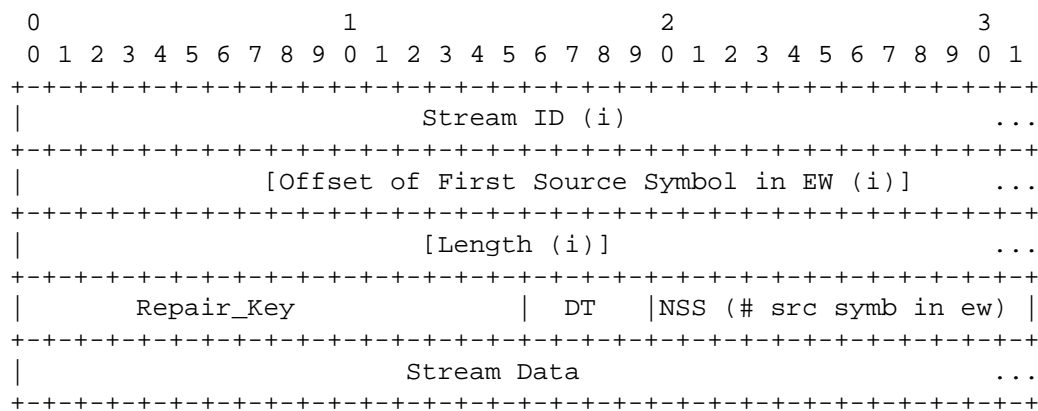 0                   1                   2                   3
 0 1 2 3 4 5 6 7 8 9 0 1 2 3 4 5 6 7 8 9 0 1 2 3 4 5 6 7 8 9 0 1
+-+-+-+-+-+-+-+-+-+-+-+-+-+-+-+-+-+-+-+-+-+-+-+-+-+-+-+-+-+-+-+-+
|                         Stream ID (i)                       ...
+-+-+-+-+-+-+-+-+-+-+-+-+-+-+-+-+-+-+-+-+-+-+-+-+-+-+-+-+-+-+-+-+
|               [Offset of First Source Symbol in EW (i)]     ...
+-+-+-+-+-+-+-+-+-+-+-+-+-+-+-+-+-+-+-+-+-+-+-+-+-+-+-+-+-+-+-+-+
|                         [Length (i)]                        ...
+-+-+-+-+-+-+-+-+-+-+-+-+-+-+-+-+-+-+-+-+-+-+-+-+-+-+-+-+-+-+-+-+
|       Repair_Key              |  DT   |NSS (# src symb in ew) |
+-+-+-+-+-+-+-+-+-+-+-+-+-+-+-+-+-+-+-+-+-+-+-+-+-+-+-+-+-+-+-+-+
|                        Stream Data                          ...
+-+-+-+-+-+-+-+-+-+-+-+-+-+-+-+-+-+-+-+-+-+-+-+-+-+-+-+-+-+-+-+-+